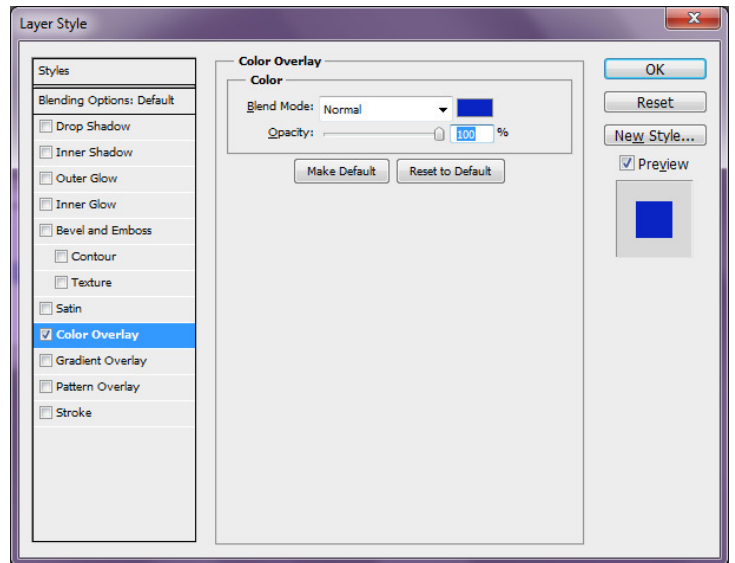 Layer Style
Styles
Blending Options: Default
Drop Shadow
Inner Shadow
Outer Glow
Inner Glow
Bevel and Emboss
Contour
Texture
Satin
Color Overlay
Gradient Overlay
Pattern Overlay
Stroke
Color Overlay
Color
Blend Mode: Normal
Opacity: 100 %
Make Default Reset to Default
OK
Reset
New Style...
Preview